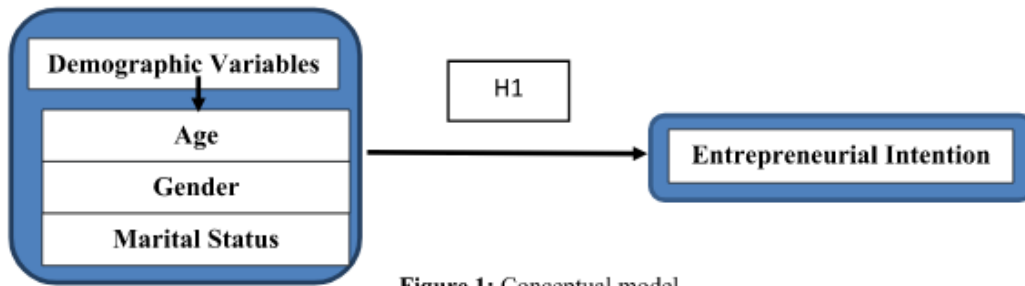 Demographic Variables
Age
Gender
Marital Status
H1
Entrepreneurial Intention
Figure 1: Conceptual model